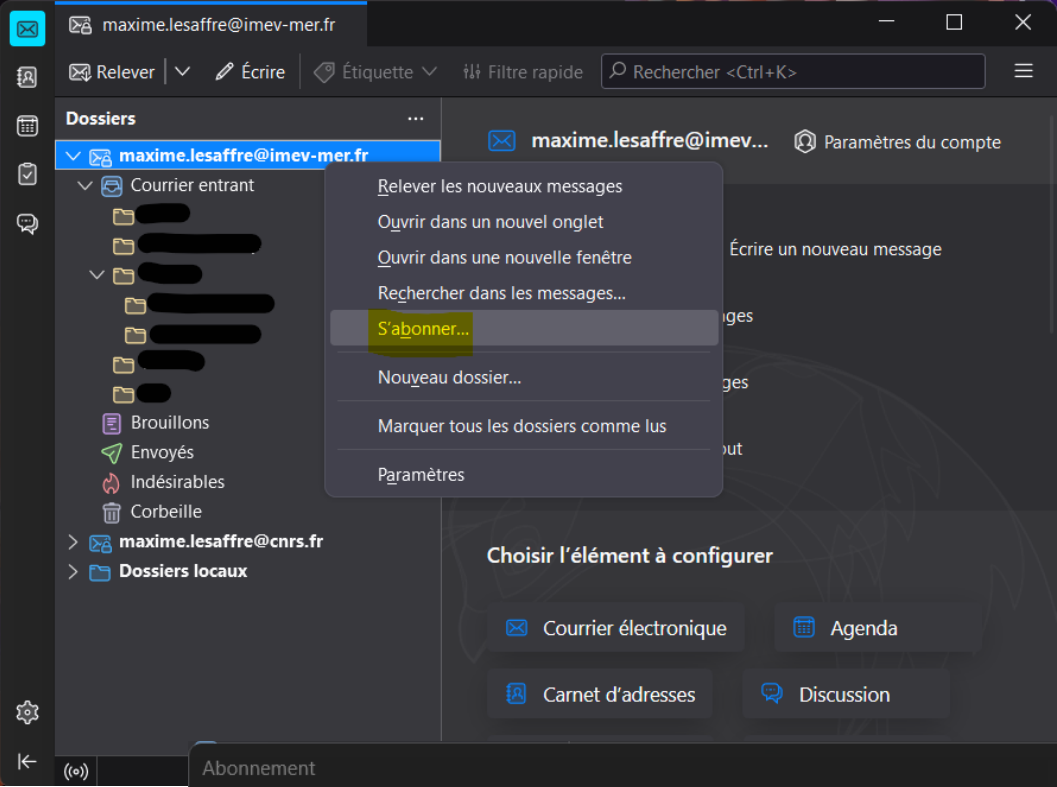 maxime.lesaffre@imev-mer.fr
Relever
Écrire
Étiquette
Filtre rapide
Rechercher <Ctrl+K>
Dossiers
maxime.lesaffre@imev-mer.fr
Courrier entrant
Brouillons
Envoyés
Indésirables
Corbeille
maxime.lesaffre@cnrs.fr
Dossiers locaux
maxime.lesaffre@imev-me...
Paramètres du compte
Relever les nouveaux messages
Ouvrir dans un nouvel onglet
Ouvrir dans une nouvelle fenêtre
Rechercher dans les messages...
S'abonner...
Nouveau dossier...
Marquer tous les dossiers comme lus
Paramètres
Écrire un nouveau message
ages
ges
out
Choisir l'élément à configurer
Courrier électronique
Agenda
Carnet d'adresses
Discussion
Abonnement